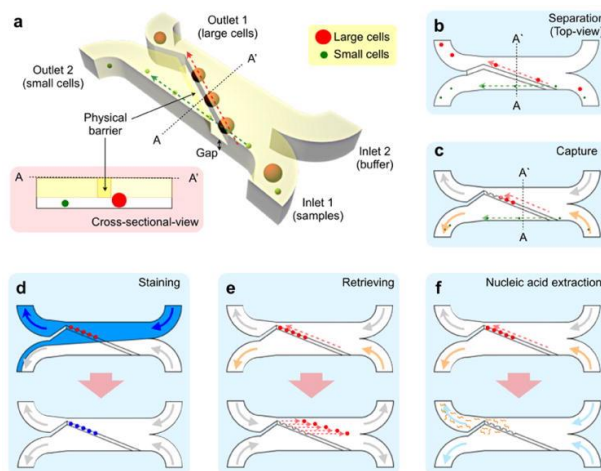 a
Outlet 1
(large cells)
Large cells
Small cells
Outlet 2
(small cells)
A'
Physical
barrier
A
Gap
Inlet 2
(buffer)
Inlet 1
(samples)
A
A'
Cross-sectional-view
b
Separation
(Top-view)
A'
A
c
Capture
A'
A
d
Staining
e
Retrieving
f
Nucleic acid extraction